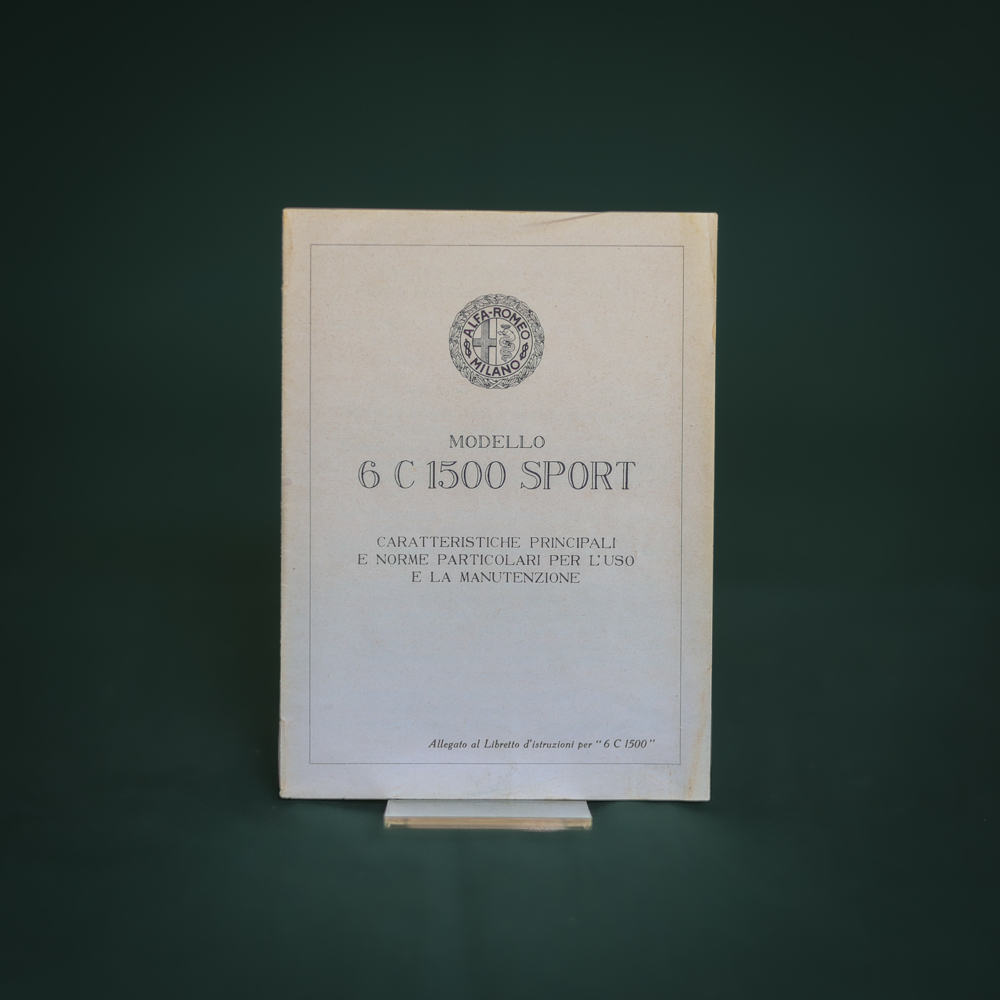 ALFA-ROMEO
MILANO
MODELLO
6 C 1500 SPORT
CARATTERISTICHE PRINCIPALI
E NORME PARTICOLARI PER L'USO
E LA MANUTENZIONE
Allegato al Libretto d'istruzioni per "6 C 1500"